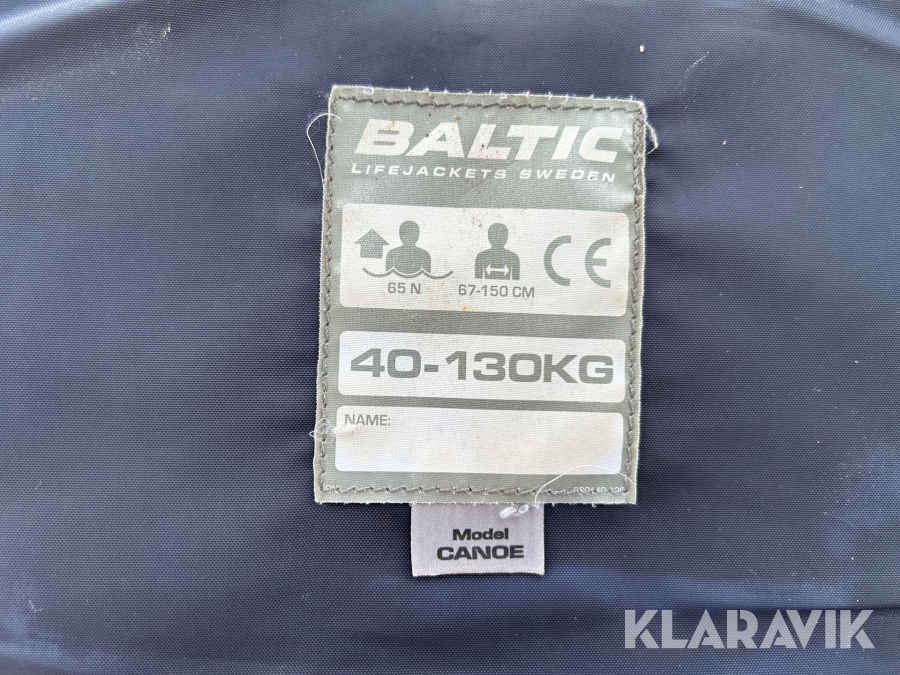 BALTIC
LIFEJACKETS SWEDEN
65 N
67-150 CM
CE
40-130KG
NAME:
Model
CANOE
KLARAVIK